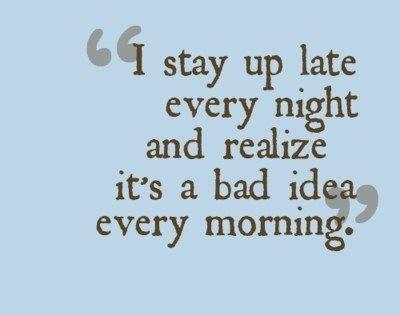 “I stay up late
every night
and realize
it's a bad idea
every morning.”